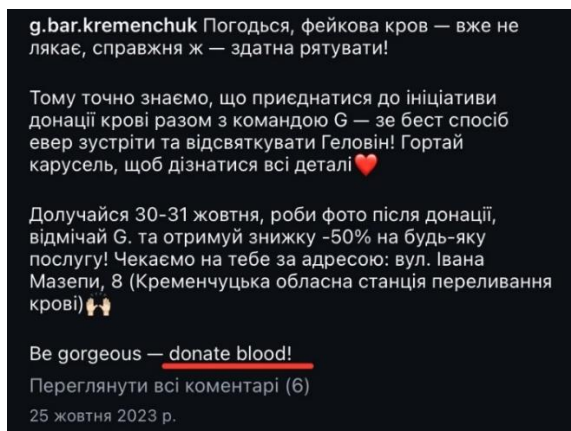 g.bar.kremenchuk Погодься, фейкова кров — вже не
лякає, справжня ж — здатна рятувати!
Тому точно знаємо, що приєднатися до ініціативи
донації крові разом з командою G — зе бест спосіб
евер зустріти та відсвяткувати Геловін! Гортай
карусель, щоб дізнатися всі деталі❤️
Долучайся 30-31 жовтня, роби фото після донації,
відмічай G. та отримуй знижку -50% на будь-яку
послугу! Чекаємо на тебе за адресою: вул. Івана
Мазепи, 8 (Кременчуцька обласна станція переливання
крові)🙌🏻
Be gorgeous — donate blood!
Переглянути всі коментарі (6)
25 жовтня 2023 р.